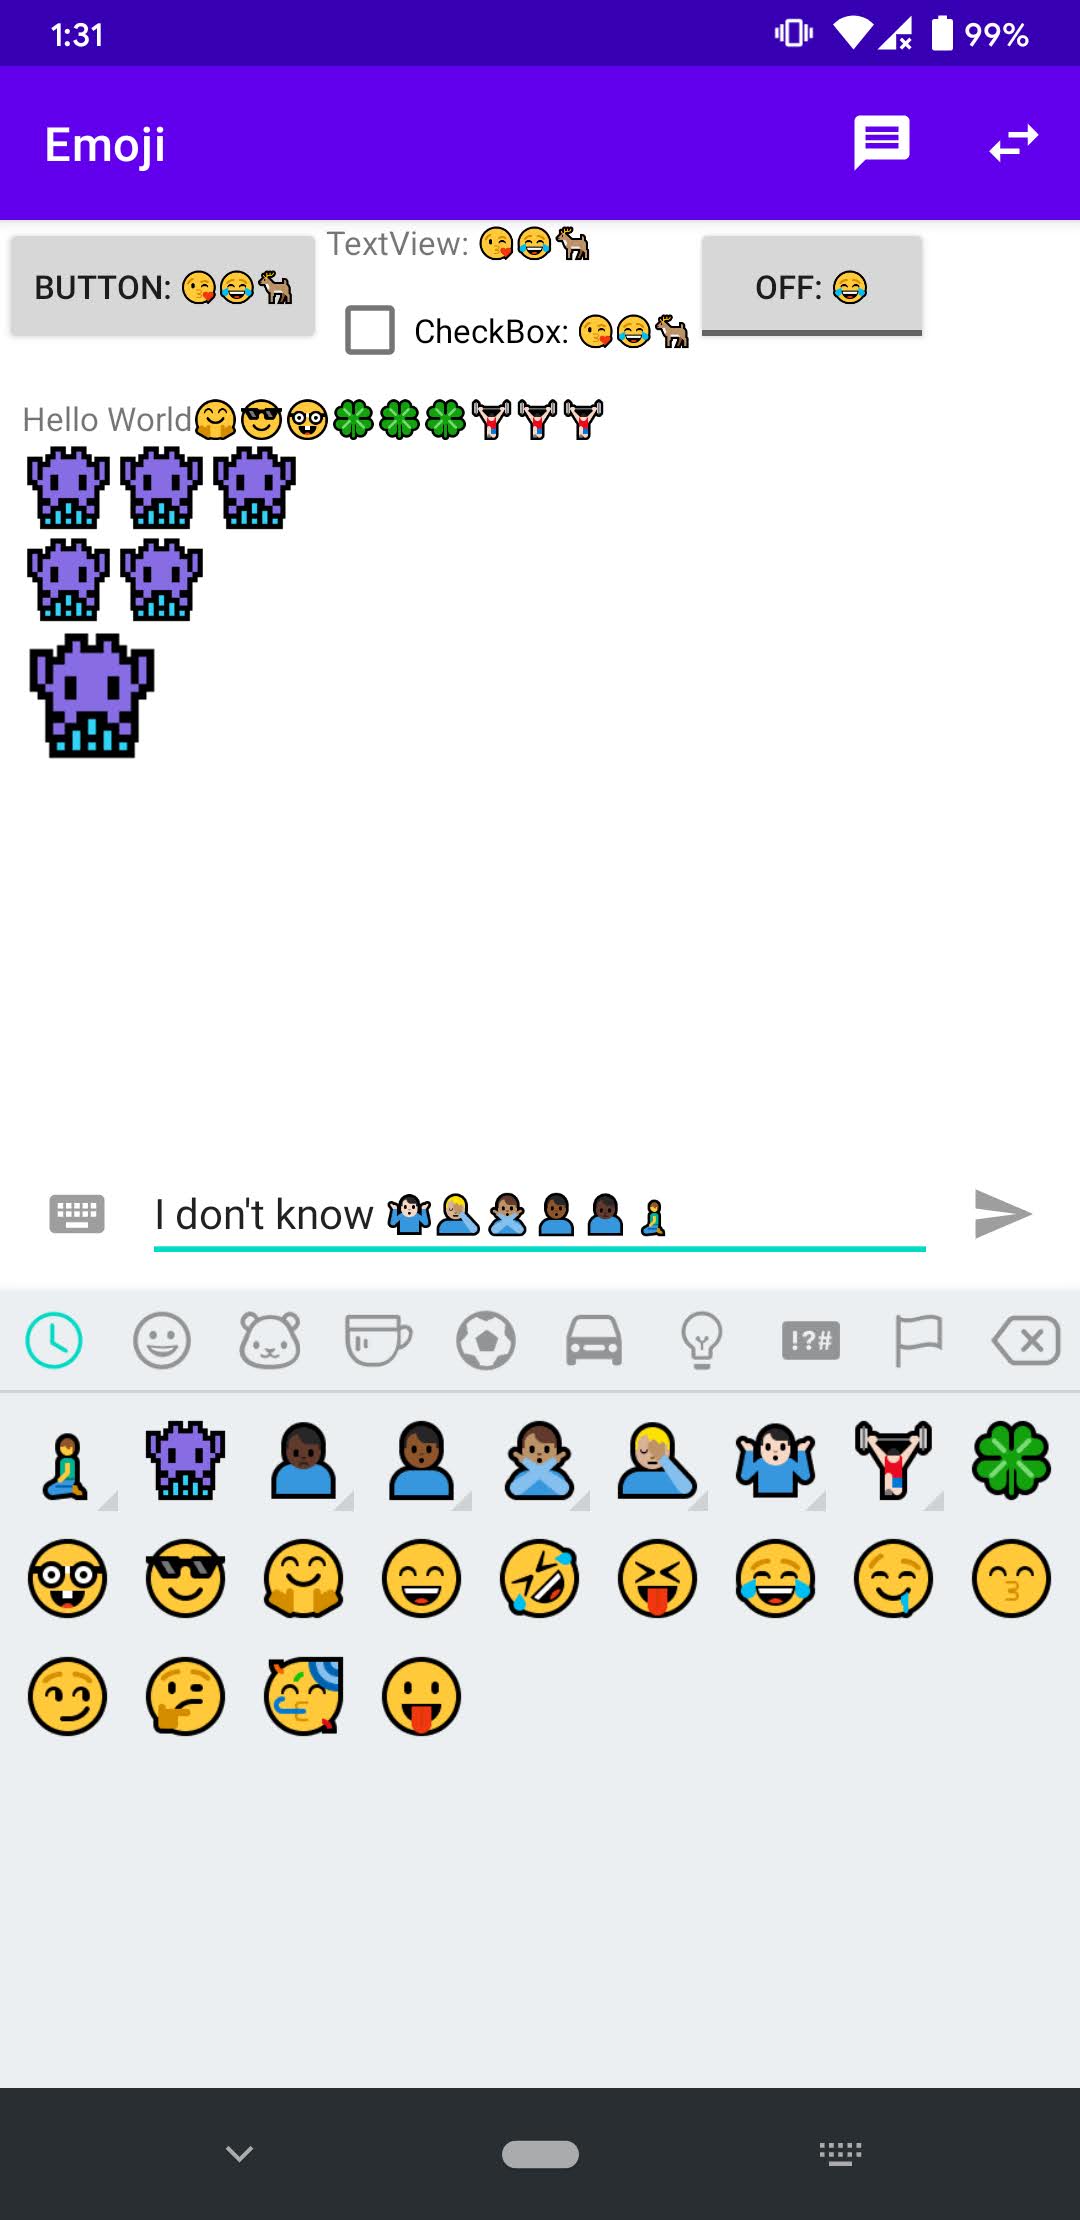 1:31 99%
Emoji
BUTTON: 😘😂🦌
TextView: 😘😂🦌
CheckBox: 😘😂🦌
OFF: 😂
Hello World🤗😎🤓🍀🍀🍀🏋🏻🏋🏻🏋🏻
👾👾👾
👾👾
👾
I don't know 🤷🏻‍♂️🤦🏼‍♂️🙅🏽‍♂️🙎🏾‍♂️🙍🏿‍♂️🧎‍♂️
!?#